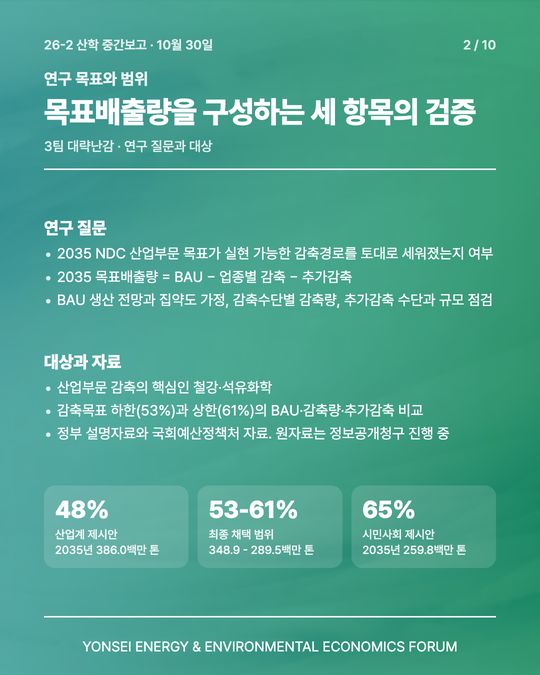 26-2 산학 중간보고 · 10월 30일
2 / 10
연구 목표와 범위
목표배출량을 구성하는 세 항목의 검증
3팀 대략난감 · 연구 질문과 대상
연구 질문
• 2035 NDC 산업부문 목표가 실현 가능한 감축경로를 토대로 세워졌는지 여부
• 2035 목표배출량 = BAU − 업종별 감축 − 추가감축
• BAU 생산 전망과 집약도 가정, 감축수단별 감축량, 추가감축 수단과 규모 점검
대상과 자료
• 산업부문 감축의 핵심인 철강·석유화학
• 감축목표 하한(53%)과 상한(61%)의 BAU·감축량·추가감축 비교
• 정부 설명자료와 국회예산정책처 자료. 원자료는 정보공개청구 진행 중
48%
산업계 제시안
2035년 386.0백만 톤
53-61%
최종 채택 범위
348.9 - 289.5백만 톤
65%
시민사회 제시안
2035년 259.8백만 톤
YONSEI ENERGY & ENVIRONMENTAL ECONOMICS FORUM